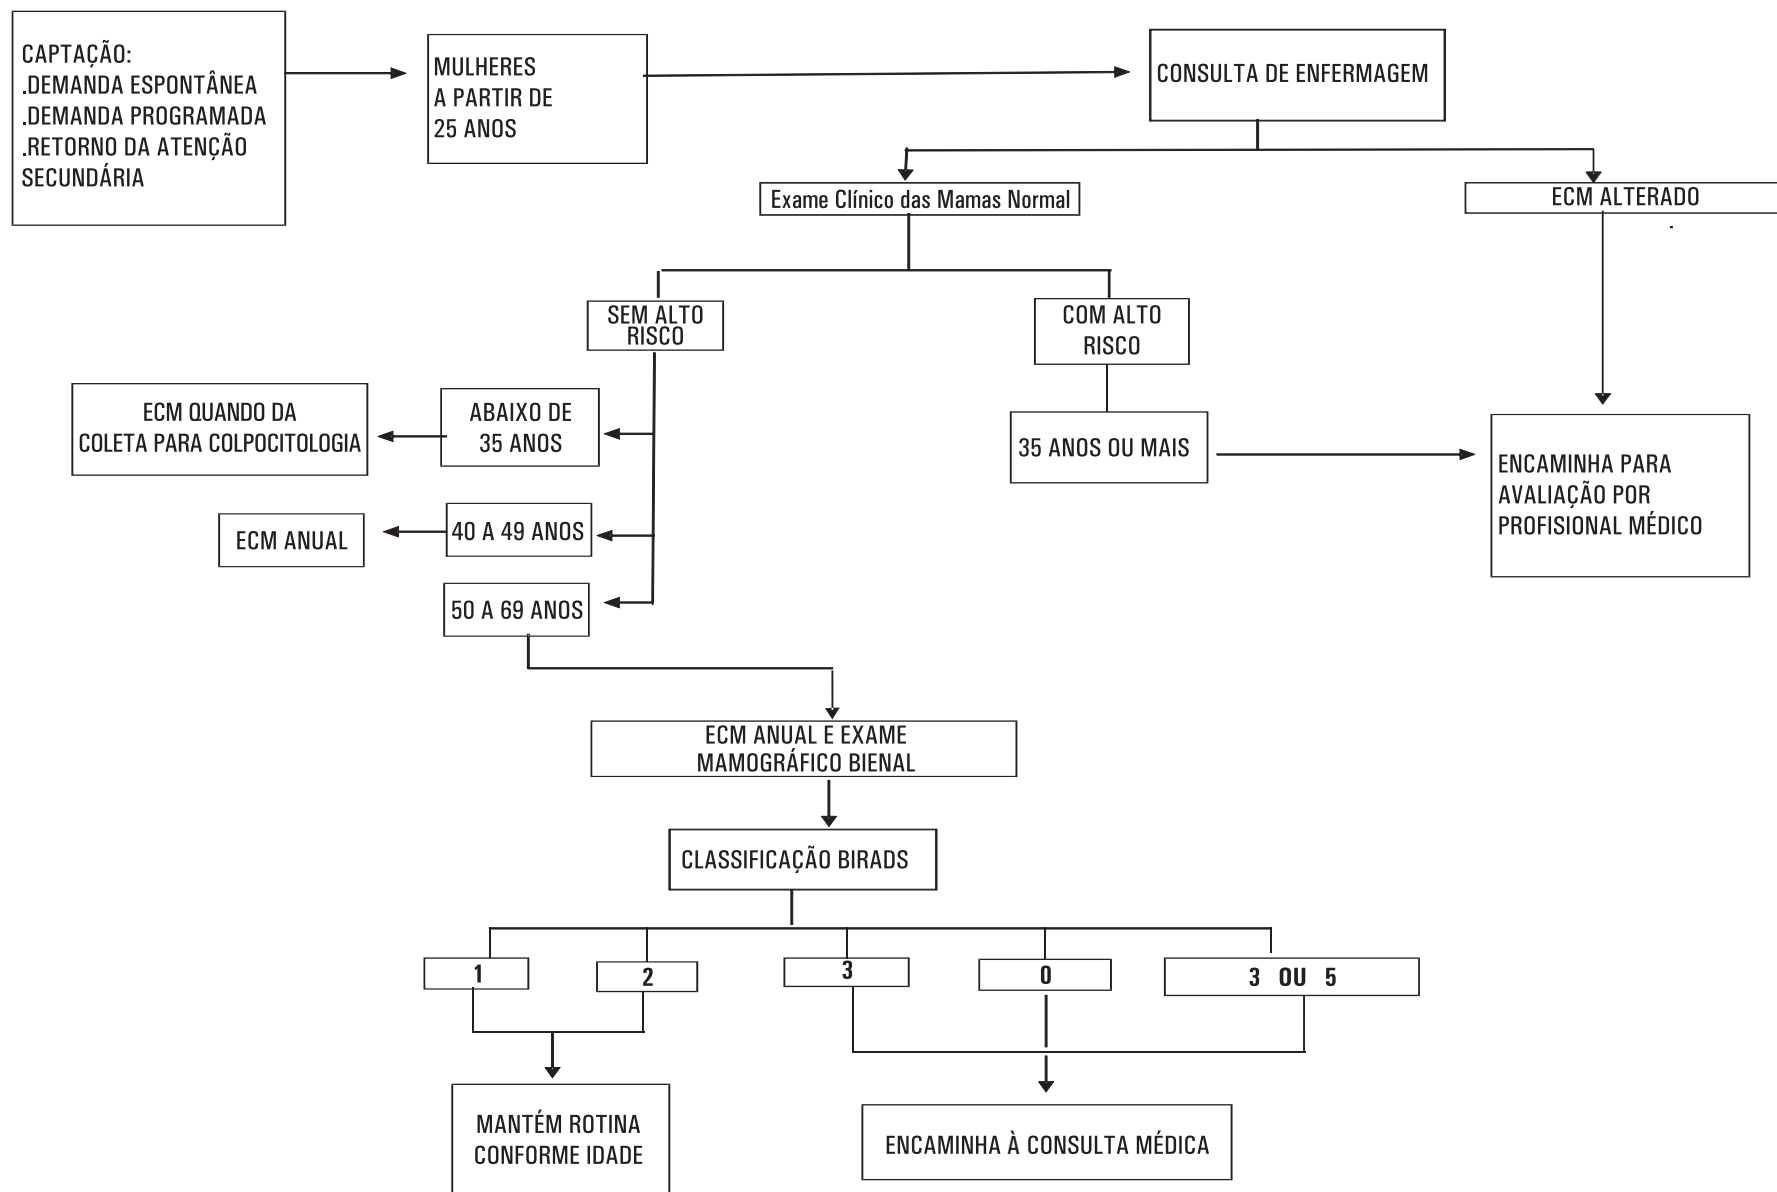 CAPTAÇÃO:
.DEMANDA ESPONTÂNEA
.DEMANDA PROGRAMADA
.RETORNO DA ATENÇÃO
SECUNDÁRIA
MULHERES
A PARTIR DE
25 ANOS
CONSULTA DE ENFERMAGEM
Exame Clínico das Mamas Normal
ECM ALTERADO
SEM ALTO
RISCO
COM ALTO
RISCO
ECM QUANDO DA
COLETA PARA COLPOCITOLOGIA
ABAIXO DE
35 ANOS
35 ANOS OU MAIS
ENCAMINHA PARA
AVALIAÇÃO POR
PROFISIONAL MÉDICO
ECM ANUAL
40 A 49 ANOS
50 A 69 ANOS
ECM ANUAL E EXAME
MAMOGRÁFICO BIENAL
CLASSIFICAÇÃO BIRADS
1
2
3
0
3 OU 5
MANTÉM ROTINA
CONFORME IDADE
ENCAMINHA À CONSULTA MÉDICA